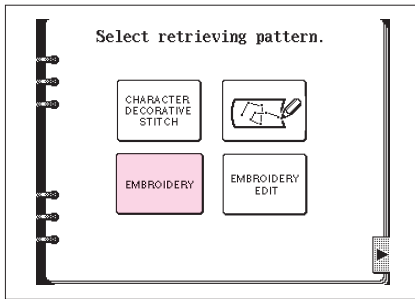 Select retrieving pattern.
CHARACTER
DECORATIVE
STITCH
EMBROIDERY
EMBROIDERY
EDIT